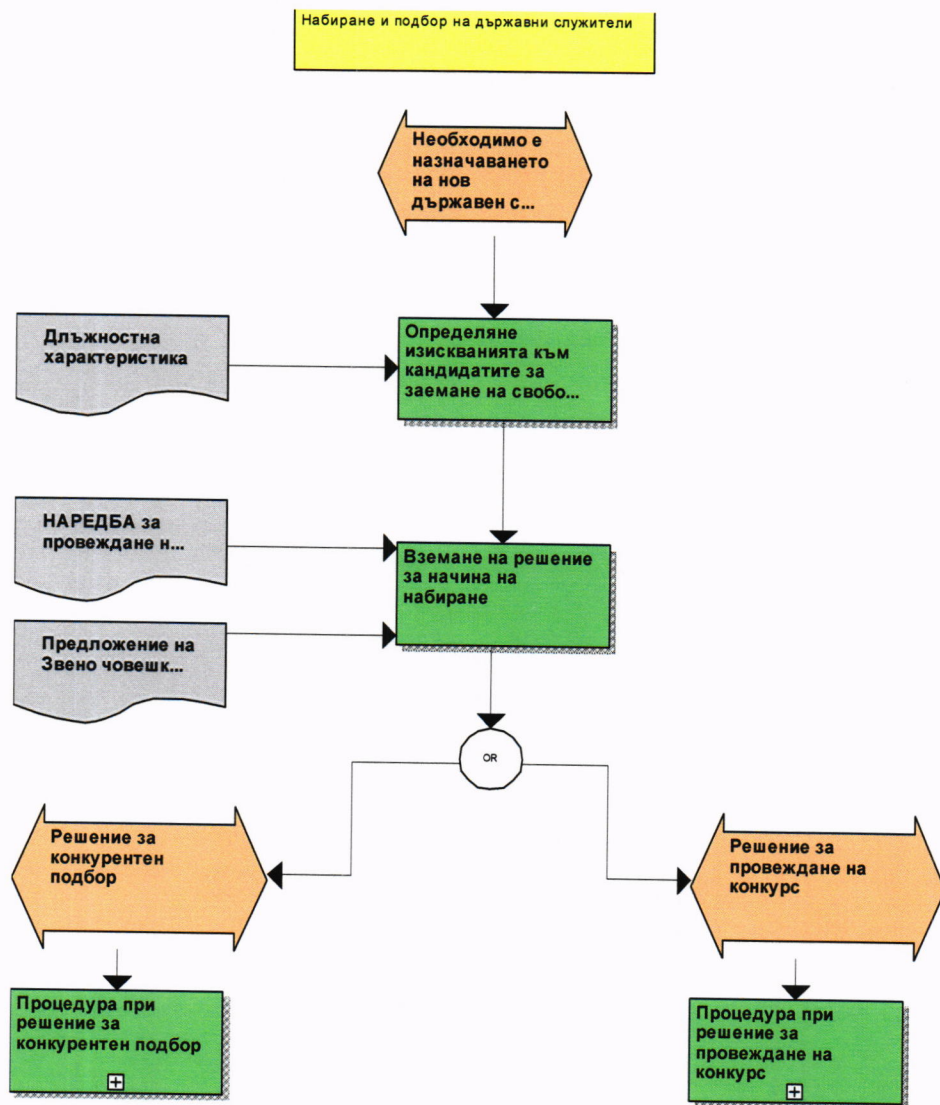 Набиране и подбор на държавни служители
Необходимо е
назначаването
на нов
държавен с...
Длъжностна
характеристика
Определяне
изискванията към
кандидатите за
заемане на свобо...
НАРЕДБА за
провеждане н...
Вземане на решение
за начина на
набиране
Предложение на
Звено човешк...
OR
Решение за
конкурентен
подбор
Решение за
провеждане на
конкурс
Процедура при
решение за
конкурентен подбор
Процедура при
решение за
провеждане на
конкурс